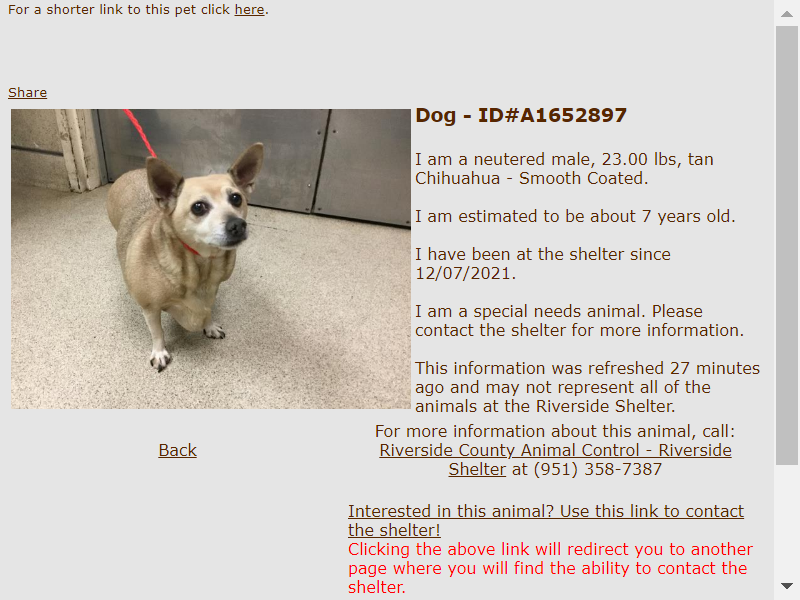 For a shorter link to this pet click here.
Share
Dog - ID#A1652897
I am a neutered male, 23.00 lbs, tan
Chihuahua - Smooth Coated.
I am estimated to be about 7 years old.
I have been at the shelter since
12/07/2021.
I am a special needs animal. Please
contact the shelter for more information.
This information was refreshed 27 minutes
ago and may not represent all of the
animals at the Riverside Shelter.
Back
For more information about this animal, call:
Riverside County Animal Control - Riverside
Shelter at (951) 358-7387
Interested in this animal? Use this link to contact
the shelter!
Clicking the above link will redirect you to another
page where you will find the ability to contact the
shelter.